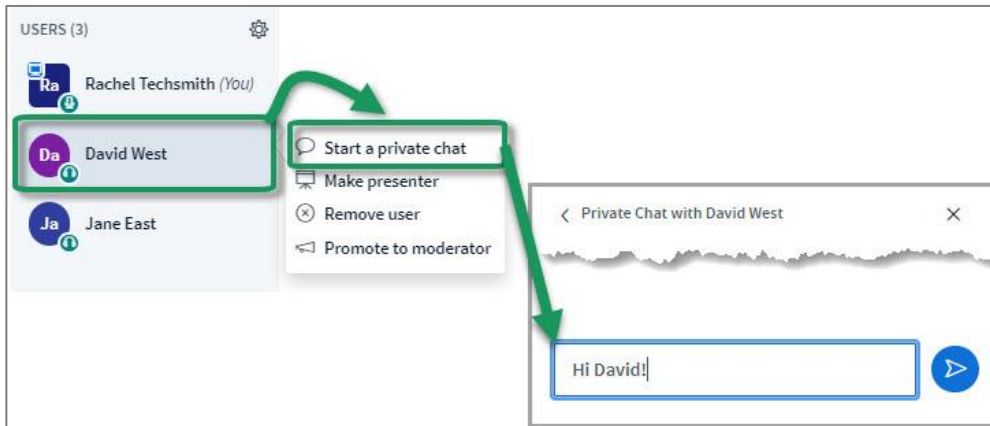 USERS (3)
Ra Rachel Techsmith (You)
Da David West
Ja Jane East
Start a private chat
Make presenter
Remove user
Promote to moderator
Private Chat with David West
Hi David!